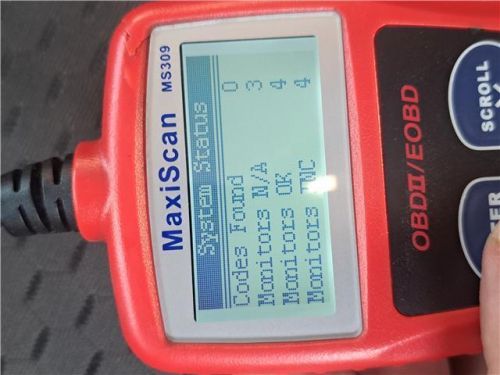 MaxiScan MS309
System Status
Codes Found 0
Monitors N/A 3
Monitors OK 4
Monitors INC 4
OBDII/EOBD
SCROLL